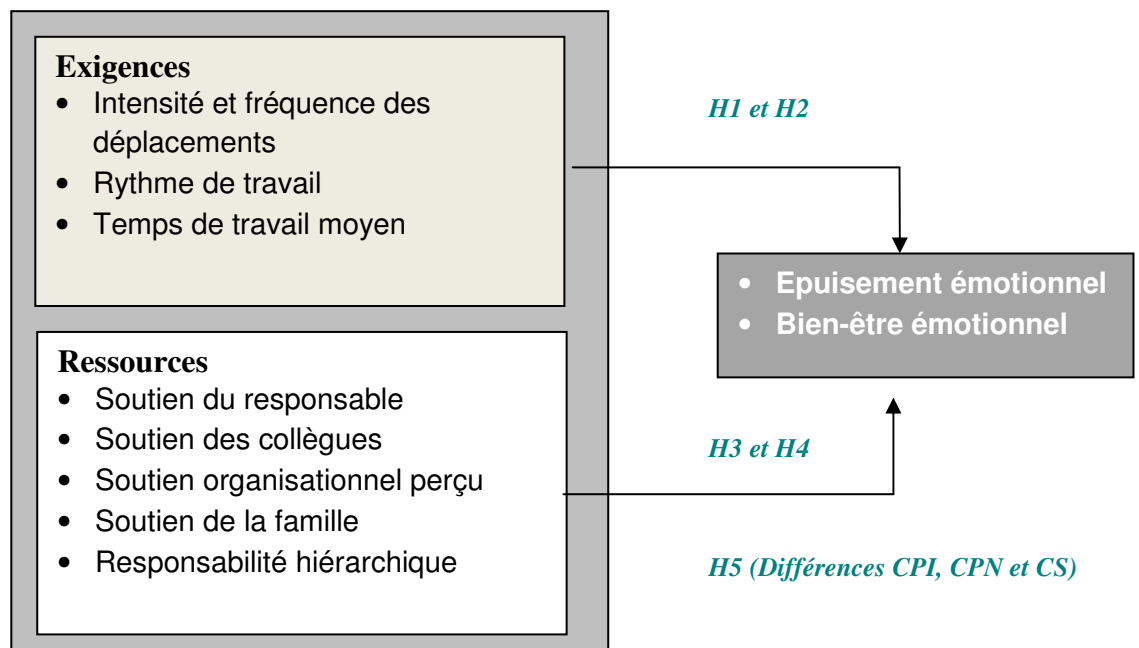 Exigences
• Intensité et fréquence des
déplacements
• Rythme de travail
• Temps de travail moyen
H1 et H2
• Epuisement émotionnel
• Bien-être émotionnel
Ressources
• Soutien du responsable
• Soutien des collègues
• Soutien organisationnel perçu
• Soutien de la famille
• Responsabilité hiérarchique
H3 et H4
H5 (Différences CPI, CPN et CS)